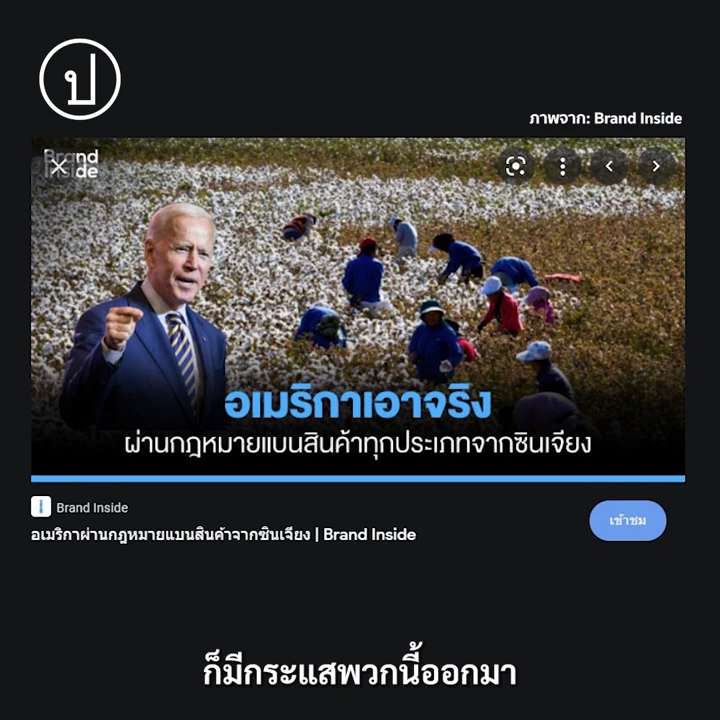 ป
ภาพจาก: Brand Inside
Brand
Inside
อเมริกาเอาจริง
ผ่านกฎหมายแบนสินค้าทุกประเภทจากซินเจียง
Brand Inside
เข้าชม
อเมริกาผ่านกฎหมายแบนสินค้าจากซินเจียง | Brand Inside
ก็มีกระแสพวกนี้ออกมา